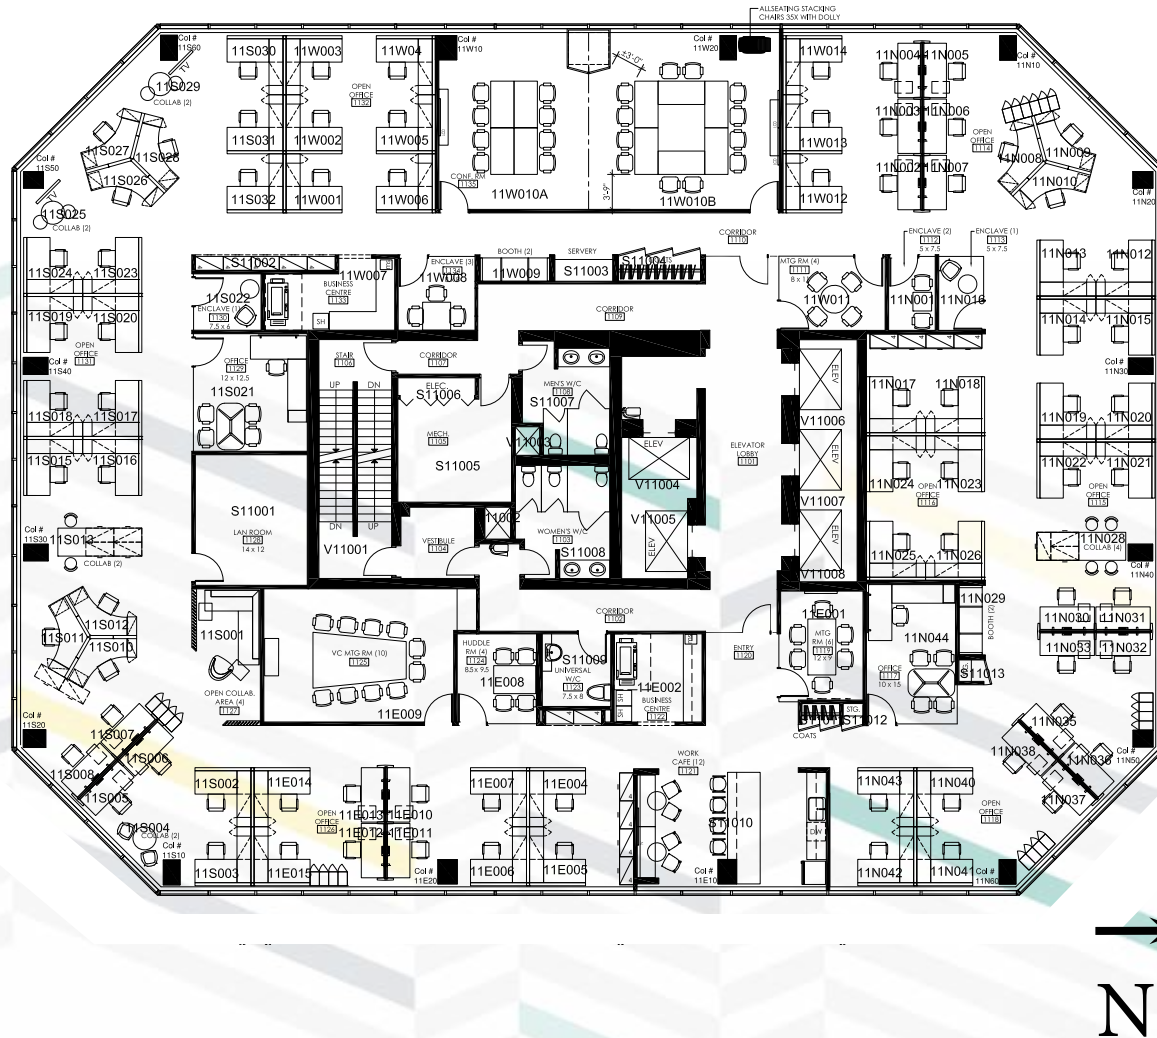 ALLSEATING STACKING
CHAIRS 35X WITH DOLLY
Col #
11S60
11S030
11W003
11W04
Col #
11W10
±3'-0"
Col #
11W20
11W014
11N004
11N005
Col #
11N10
TV
11S029
COLLAB (2)
OPEN
OFFICE
1132
11S031
11W002
11W005
11W013
11N003
11N006
OPEN
OFFICE
1114
11S027
11S028
11S026
Col #
11S50
11N008
11N009
11N010
11N002
11N007
Col #
11N20
CONF. RM
1135
11W010A
3'-9"
11W010B
11S032
11W001
11W006
11W012
TV
11S025
COLLAB (2)
CORRIDOR
1110
ENCLAVE (2)
1112
5 x 7.5
ENCLAVE (1)
1113
5 x 7.5
11S024
11S023
11S019
11S020
OPEN
OFFICE
1131
S11002
11S022
ENCLAVE (1)
1130
7.5 x 6
11W007
BUSINESS
CENTRE
1133
SH
ENCLAVE (3)
1134
11W008
BOOTH (2)
11W009
SERVERY
S11003
S11004
MTG RM (4)
1111
11W011
11N001
11N016
11N013
11N012
11N014
11N015
CORRIDOR
1109
Col #
11S40
OFFICE
1129
12 x 12.5
11S021
STAIR
1106
UP
DN
CORRIDOR
1107
ELEC.
S11006
MEN'S W/C
1108
S11007
MECH.
1105
S11005
V11003
ELEV
V11004
V11005
ELEV
ELEVATOR
LOBBY
1101
ELEV
V11006
ELEV
V11007
ELEV
V11008
11N017
11N018
11N024
11N023
OPEN
OFFICE
1116
11N025
11N026
Col #
11N30
11N019
11N020
11N022
11N021
OPEN
OFFICE
1115
11S018
11S017
11S015
11S016
S11001
LAN ROOM
1128
14 x 12
DN
UP
V11001
VESTIBULE
1104
WOMEN'S W/C
1103
S11008
Col #
11S30
11S013
COLLAB (2)
11N028
COLLAB (4)
Col #
11N40
11S012
11S011
11S010
11S001
OPEN COLLAB.
AREA (4)
1127
VC MTG RM (10)
1125
11E009
CORRIDOR
1102
HUDDLE
RM (4)
1124
8.5 x 9.5
11E008
S11009
UNIVERSAL
W/C
1123
7.5 x 8
11E002
BUSINESS
CENTRE
1122
SH
SH
ENTRY
1120
11E001
MTG
RM (6)
1119
12 x 9
11N044
OFFICE
1117
10 x 15
11N029
BOOTH (2)
S11013
11N030
11N031
11N033
11N032
STG.
S11012
COATS
Col #
11S20
11S007
11S006
11S008
11S005
11N035
11N038
11N036
11N037
Col #
11N50
11S002
11E014
OPEN
OFFICE
1126
11E013
11E010
11E012
11E011
11E007
11E004
WORK
CAFE (12)
1121
S11010
DW
11N043
11N040
OPEN
OFFICE
1118
11S004
COLLAB (2)
Col #
11S10
11S003
11E015
Col #
11E20
11E006
11E005
Col #
11E10
11N042
11N041
Col #
11N60
N